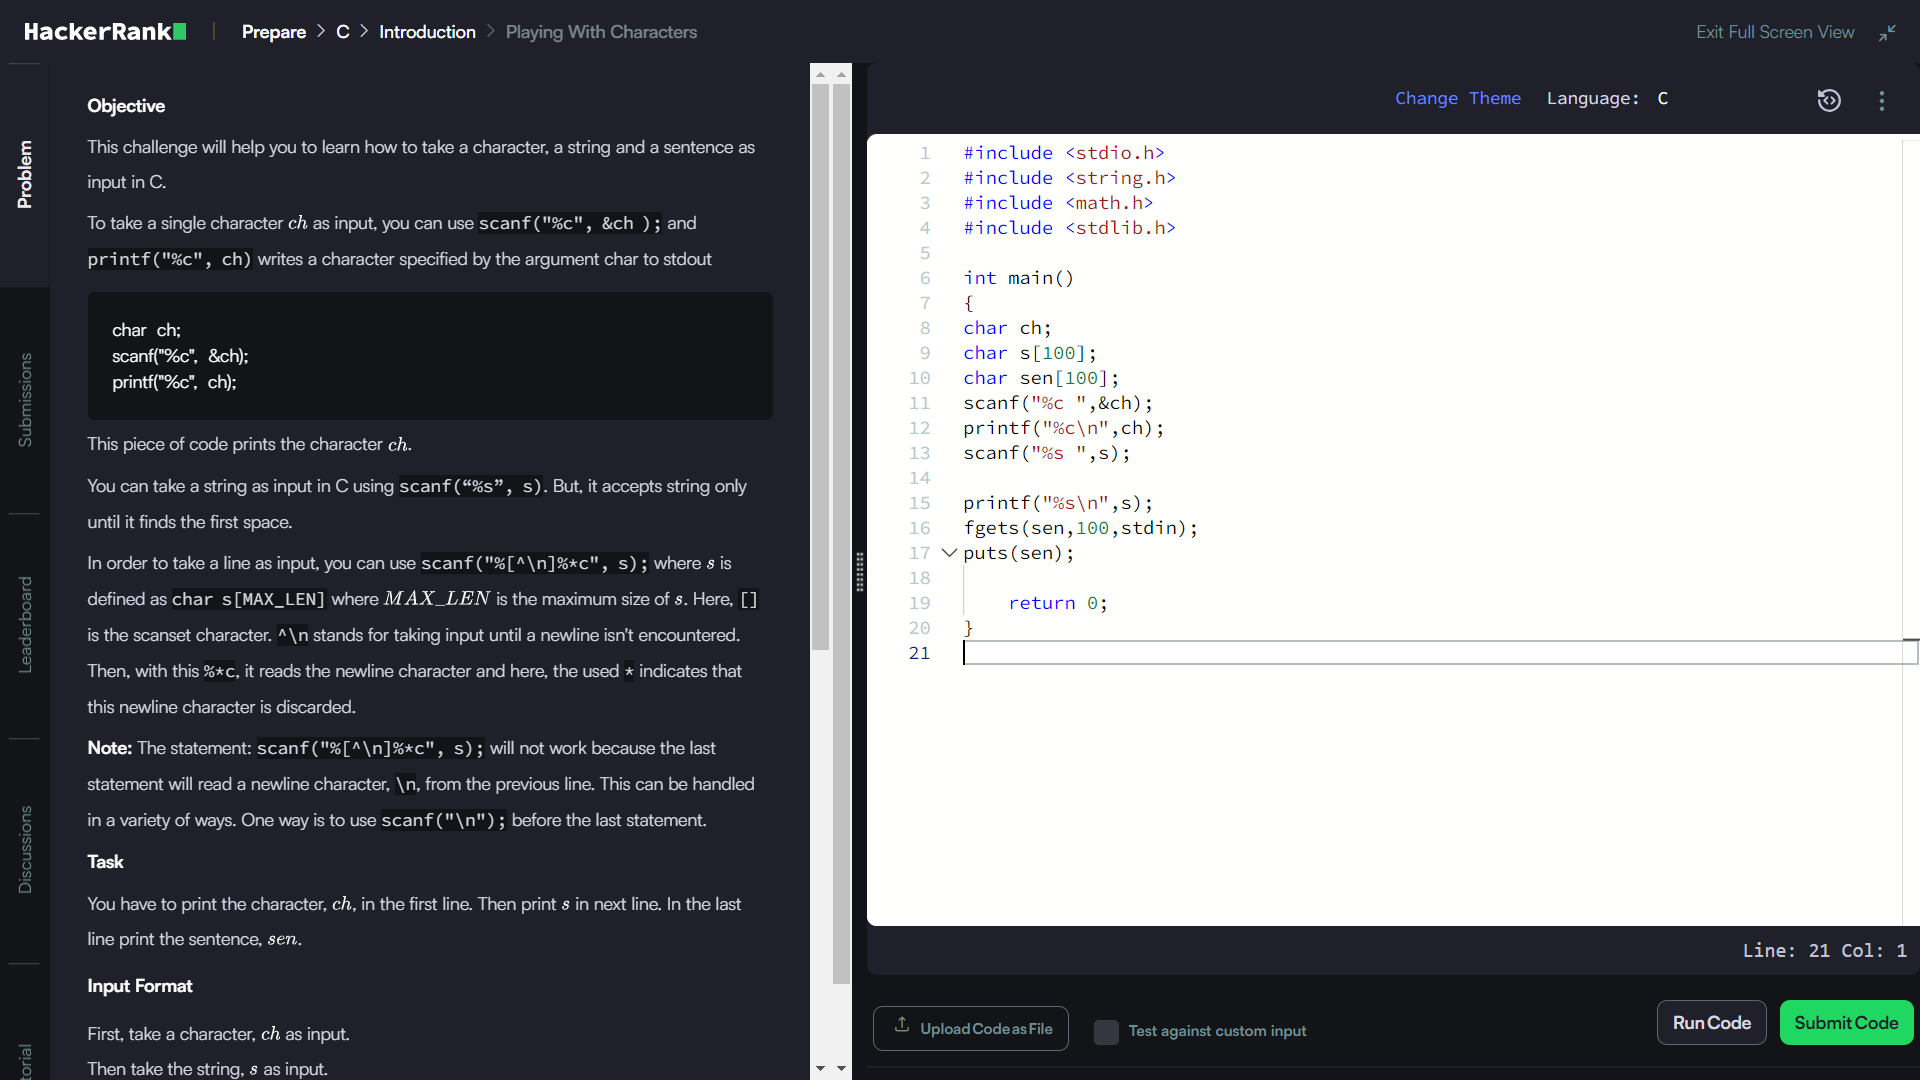 HackerRank | Prepare > C > Introduction > Playing With Characters
Exit Full Screen View
Problem
Submissions
Leaderboard
Discussions
torial
Objective
This challenge will help you to learn how to take a character, a string and a sentence as
input in C.
To take a single character ch as input, you can use scanf("%c", &ch ); and
printf("%c", ch) writes a character specified by the argument char to stdout
char ch;
scanf("%c", &ch);
printf("%c", ch);
This piece of code prints the character ch.
You can take a string as input in C using scanf(“%s”, s). But, it accepts string only
until it finds the first space.
In order to take a line as input, you can use scanf("%[^\n]%*c", s); where s is
defined as char s[MAX_LEN] where MAX_LEN is the maximum size of s. Here, []
is the scanset character. ^\n stands for taking input until a newline isn't encountered.
Then, with this %*c, it reads the newline character and here, the used * indicates that
this newline character is discarded.
Note: The statement: scanf("%[^\n]%*c", s); will not work because the last
statement will read a newline character, \n, from the previous line. This can be handled
in a variety of ways. One way is to use scanf("\n"); before the last statement.
Task
You have to print the character, ch, in the first line. Then print s in next line. In the last
line print the sentence, sen.
Input Format
First, take a character, ch as input.
Then take the string, s as input.
Change Theme Language: C
1 #include <stdio.h>
2 #include <string.h>
3 #include <math.h>
4 #include <stdlib.h>
5
6 int main()
7 {
8 char ch;
9 char s[100];
10 char sen[100];
11 scanf("%c ",&ch);
12 printf("%c\n",ch);
13 scanf("%s ",s);
14
15 printf("%s\n",s);
16 fgets(sen,100,stdin);
17 puts(sen);
18
19 return 0;
20 }
21
Line: 21 Col: 1
Upload Code as File
Test against custom input
Run Code
Submit Code